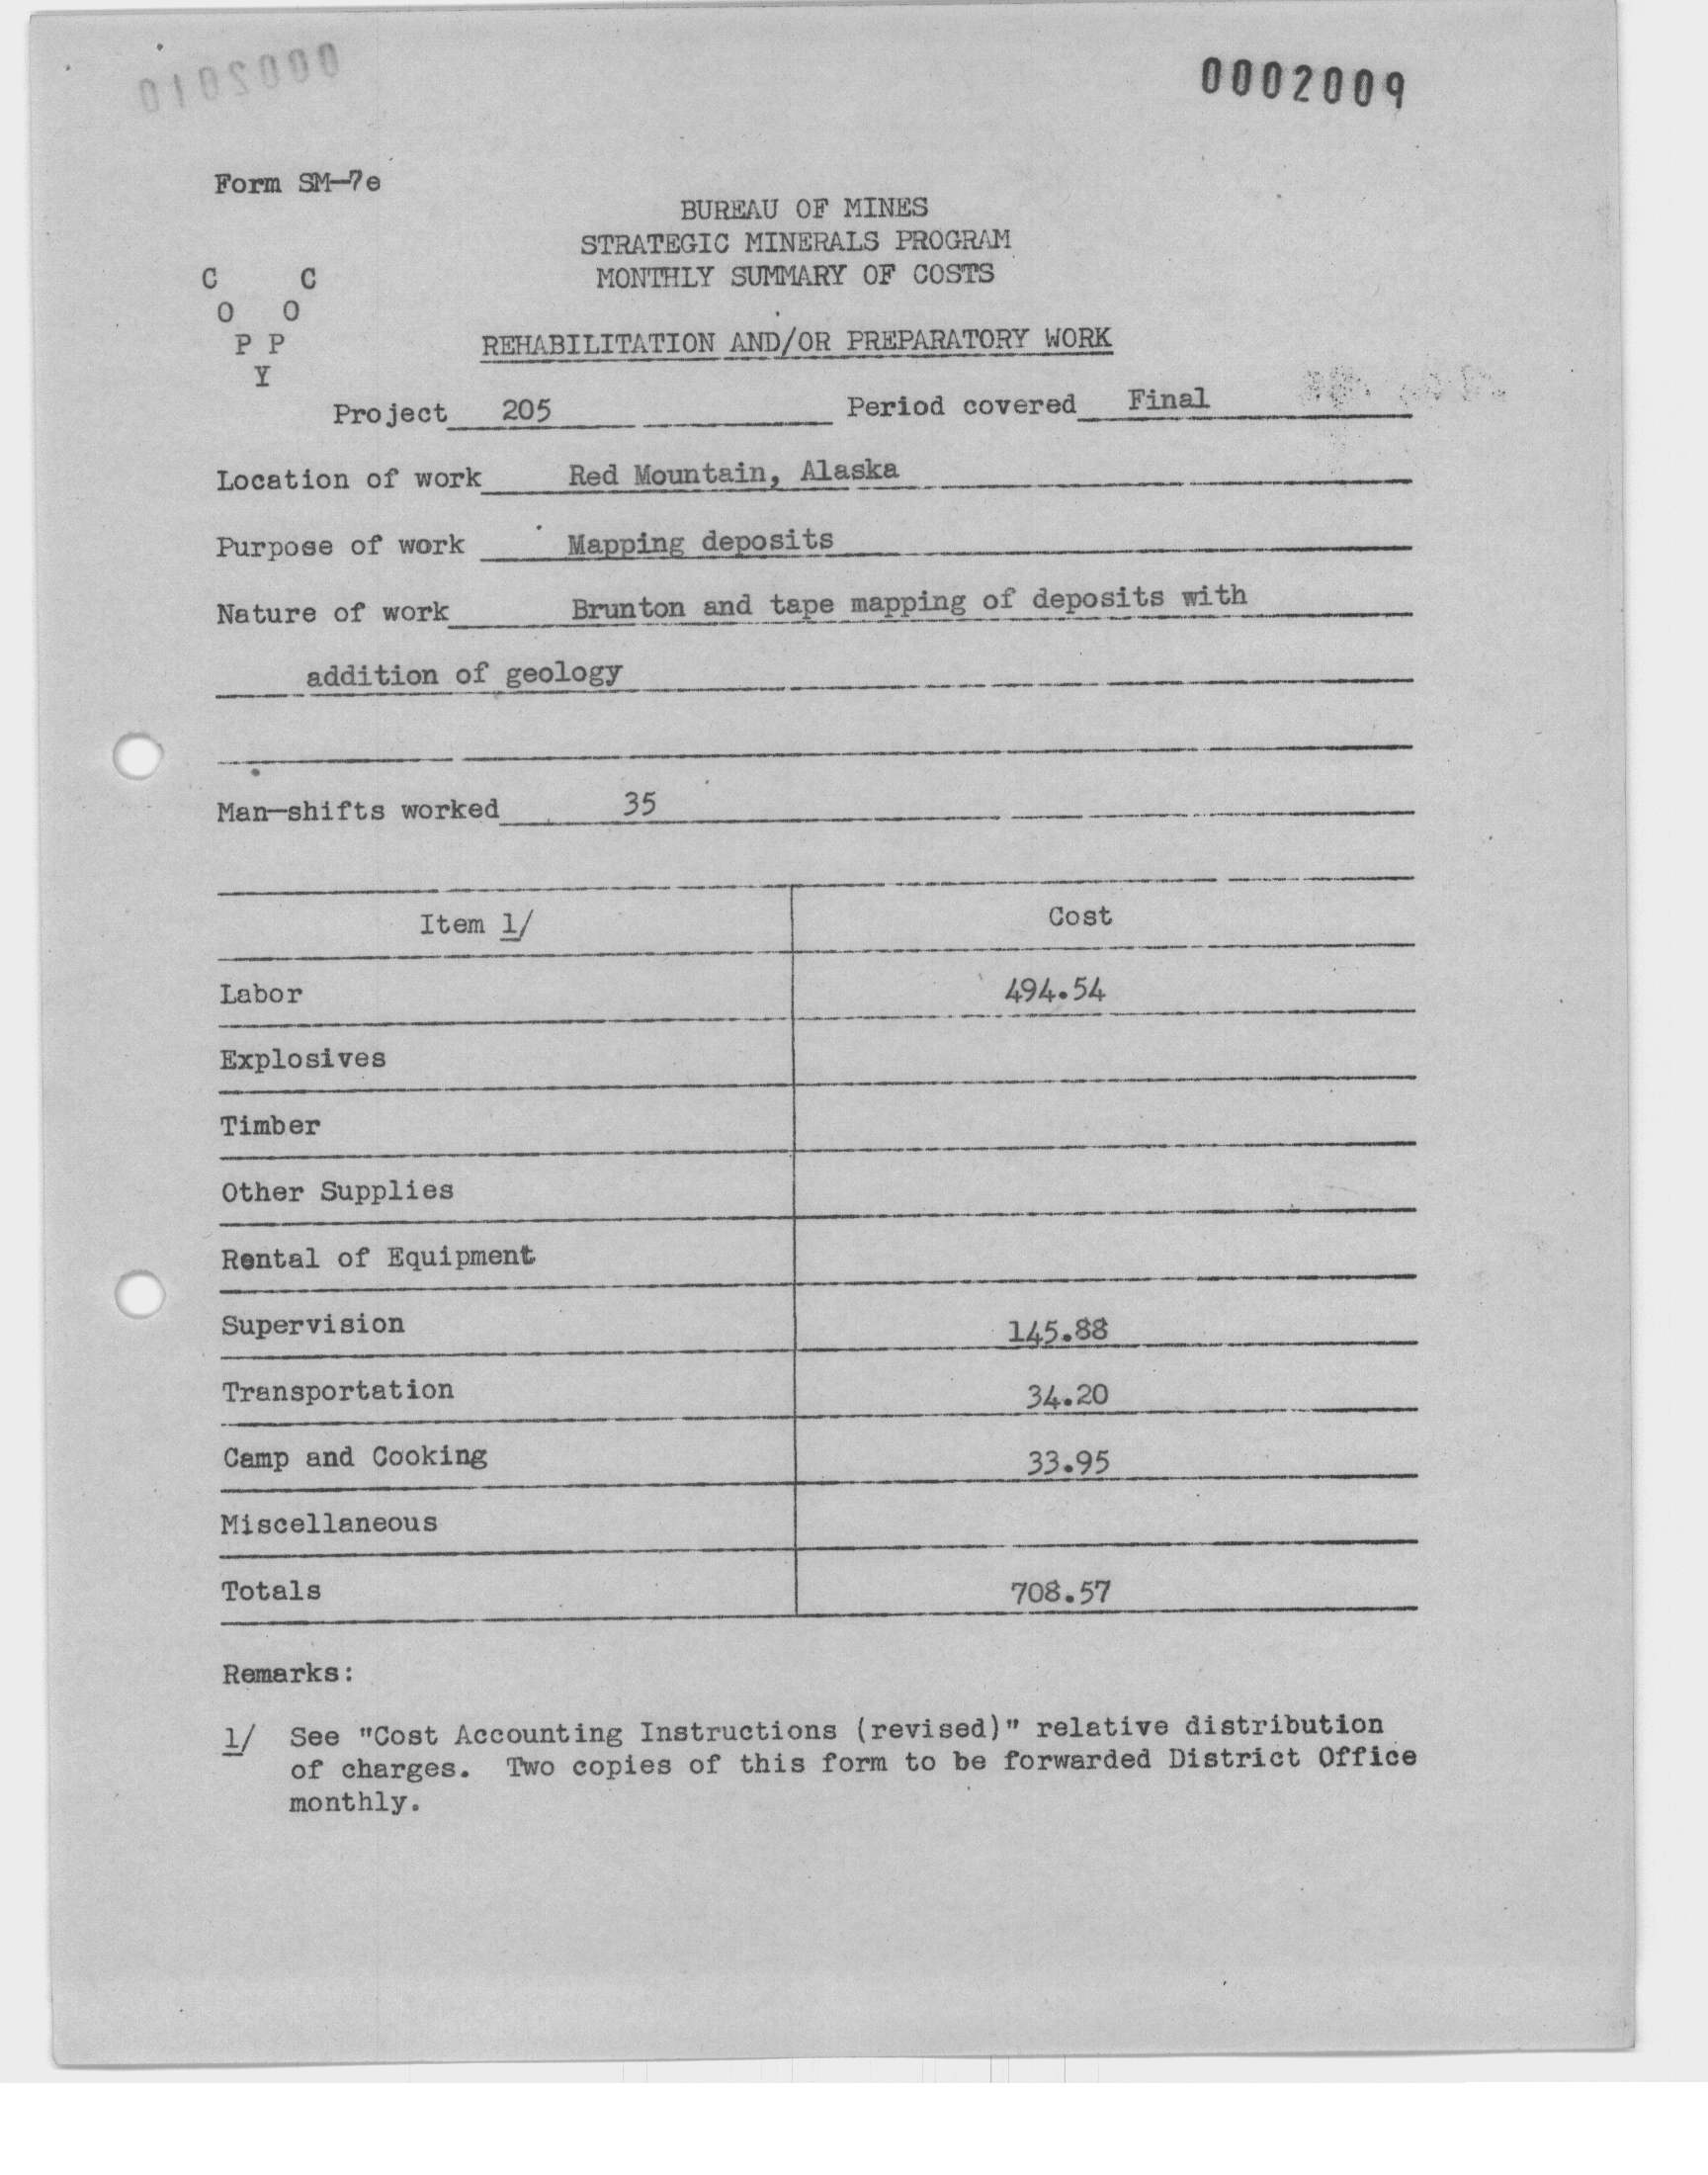 0002010
0002009
Form SM-7e
BUREAU OF MINES
STRATEGIC MINERALS PROGRAM
MONTHLY SUMMARY OF COSTS
C C
O O
P P
Y
REHABILITATION AND/OR PREPARATORY WORK
Project 205 Period covered Final
Location of work Red Mountain, Alaska
Purpose of work Mapping deposits
Nature of work Brunton and tape mapping of deposits with
addition of geology
Man-shifts worked 35
Item 1/ Cost
Labor 494.54
Explosives
Timber
Other Supplies
Rental of Equipment
Supervision 145.88
Transportation 34.20
Camp and Cooking 33.95
Miscellaneous
Totals 708.57
Remarks:
1/ See "Cost Accounting Instructions (revised)" relative distribution
of charges. Two copies of this form to be forwarded District Office
monthly.